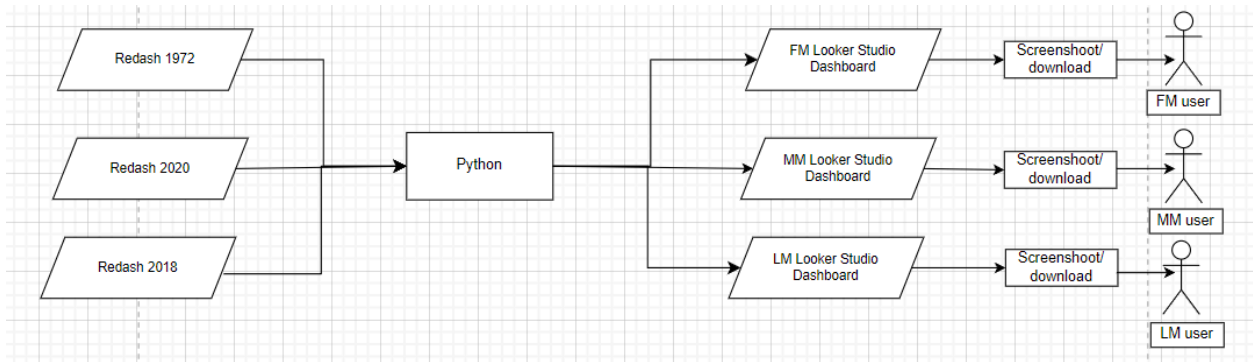 Redash 1972
Redash 2020
Redash 2018
Python
FM Looker Studio
Dashboard
Screenshoot/
download
FM user
MM Looker Studio
Dashboard
Screenshoot/
download
MM user
LM Looker Studio
Dashboard
Screenshoot/
download
LM user